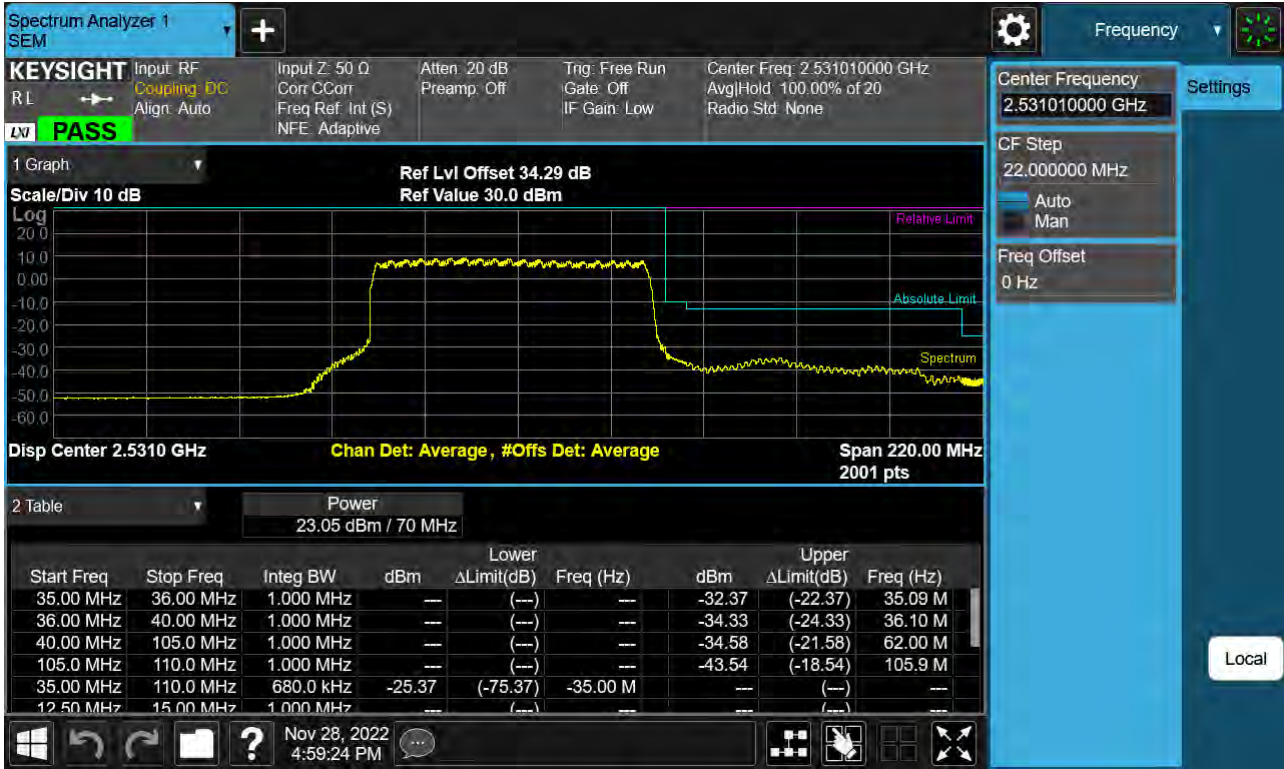 Spectrum Analyzer 1
SEM
+
Frequency
KEYSIGHT
RL
LXI
PASS
Input: RF
Coupling: DC
Align: Auto
Input Z: 50 Ω
Corr CCorr
Freq Ref: Int (S)
NFE: Adaptive
Atten: 20 dB
Preamp: Off
Trig: Free Run
Gate: Off
IF Gain: Low
Center Freq: 2.531010000 GHz
Avg|Hold: 100.00% of 20
Radio Std: None
Center Frequency
2.531010000 GHz
Settings
CF Step
22.000000 MHz
Auto
Man
Freq Offset
0 Hz
1 Graph
Ref Lvl Offset 34.29 dB
Scale/Div 10 dB
Ref Value 30.0 dBm
Log
20.0
10.0
0.00
-10.0
-20.0
-30.0
-40.0
-50.0
-60.0
Relative Limit
Absolute Limit
Spectrum
Disp Center 2.5310 GHz
Chan Det: Average, #Offs Det: Average
Span 220.00 MHz
2001 pts
2 Table
Power
23.05 dBm / 70 MHz
Lower Upper
Start Freq Stop Freq Integ BW dBm ΔLimit(dB) Freq (Hz) dBm ΔLimit(dB) Freq (Hz)
35.00 MHz 36.00 MHz 1.000 MHz --- (---) --- -32.37 (-22.37) 35.09 M
36.00 MHz 40.00 MHz 1.000 MHz --- (---) --- -34.33 (-24.33) 36.10 M
40.00 MHz 105.0 MHz 1.000 MHz --- (---) --- -34.58 (-21.58) 62.00 M
105.0 MHz 110.0 MHz 1.000 MHz --- (---) --- -43.54 (-18.54) 105.9 M
35.00 MHz 110.0 MHz 680.0 kHz -25.37 (-75.37) -35.00 M --- (---) ---
12.50 MHz 15.00 MHz 1.000 MHz --- (---) --- --- (---) ---
Local
?
Nov 28, 2022
4:59:24 PM